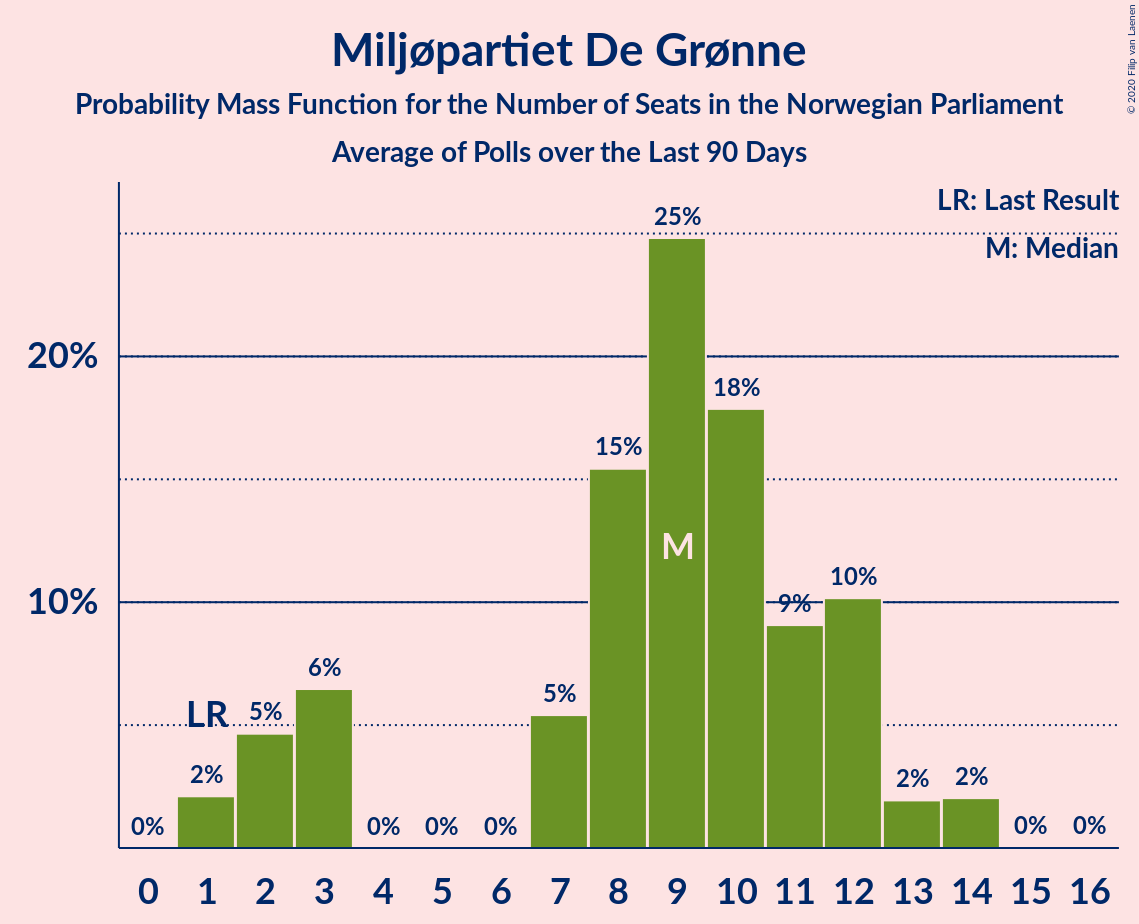 Miljøpartiet De Grønne
Probability Mass Function for the Number of Seats in the Norwegian Parliament
Average of Polls over the Last 90 Days
© 2020 Filip van Laenen
LR: Last Result
M: Median
25%
20%
18%
15%
M
10%
10%
9%
6%
5%
LR
5%
2%
2%
2%
0%
0%
0%
0%
0%
0%
0 1 2 3 4 5 6 7 8 9 10 11 12 13 14 15 16